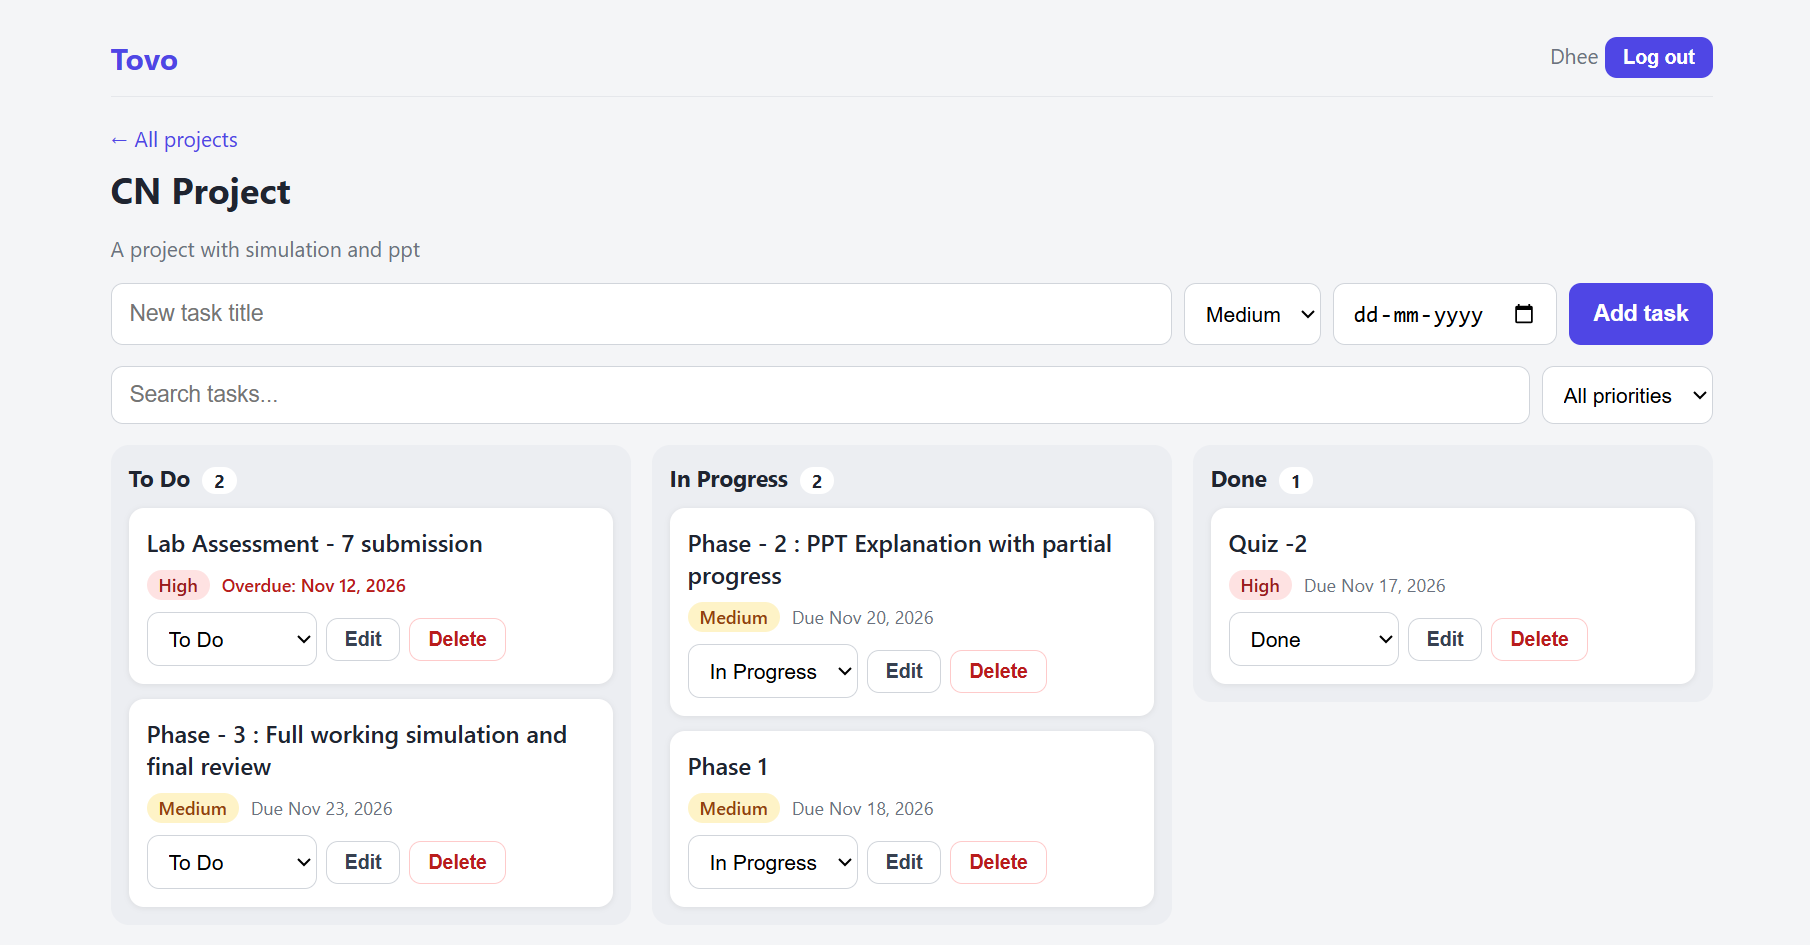 Tovo
Dhee Log out
← All projects
CN Project
A project with simulation and ppt
New task title Medium dd-mm-yyyy Add task
Search tasks... All priorities
To Do 2
Lab Assessment - 7 submission
High Overdue: Nov 12, 2026
To Do Edit Delete
Phase - 3 : Full working simulation and
final review
Medium Due Nov 23, 2026
To Do Edit Delete
In Progress 2
Phase - 2 : PPT Explanation with partial
progress
Medium Due Nov 20, 2026
In Progress Edit Delete
Phase 1
Medium Due Nov 18, 2026
In Progress Edit Delete
Done 1
Quiz -2
High Due Nov 17, 2026
Done Edit Delete